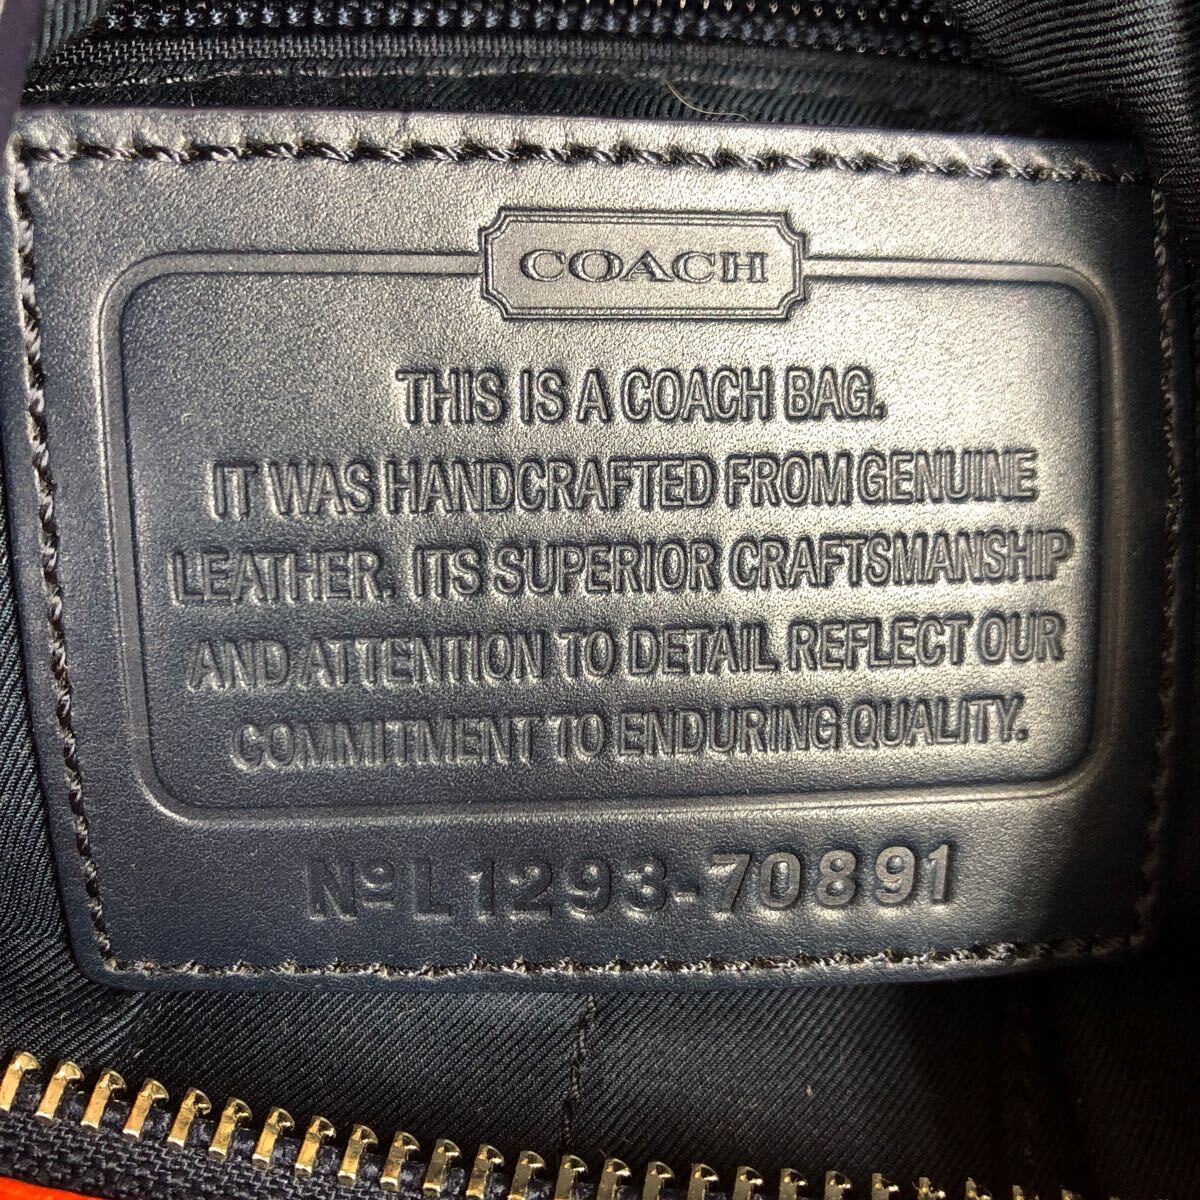 COACH
THIS IS A COACH BAG.
IT WAS HANDCRAFTED FROM GENUINE
LEATHER. ITS SUPERIOR CRAFTSMANSHIP
AND ATTENTION TO DETAIL REFLECT OUR
COMMITMENT TO ENDURING QUALITY.
Nº L1293-70891